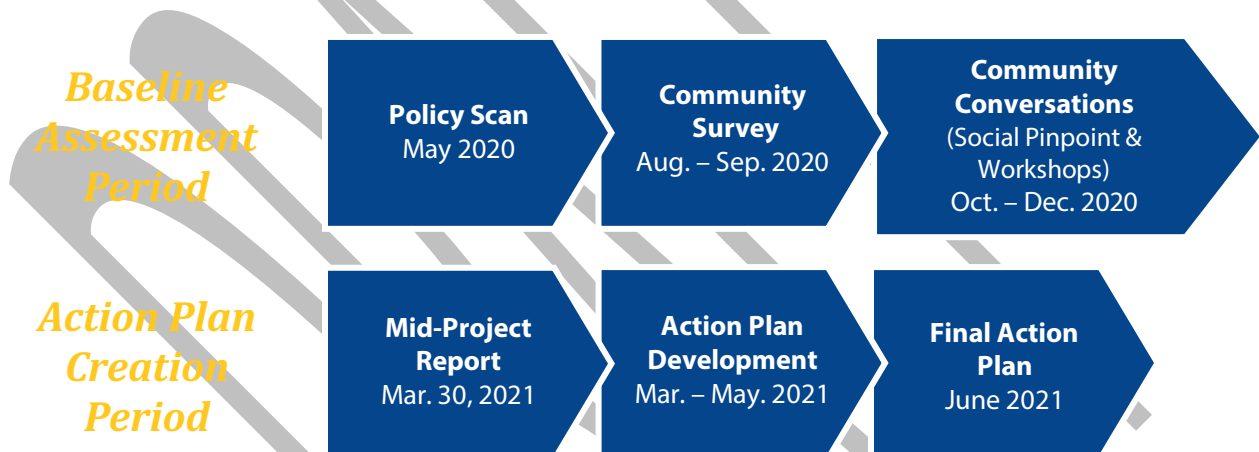 Baseline
Assessment
Period
Policy Scan
May 2020
Community
Survey
Aug. – Sep. 2020
Community
Conversations
(Social Pinpoint &
Workshops)
Oct. – Dec. 2020
Action Plan
Creation
Period
Mid-Project
Report
Mar. 30, 2021
Action Plan
Development
Mar. – May. 2021
Final Action
Plan
June 2021